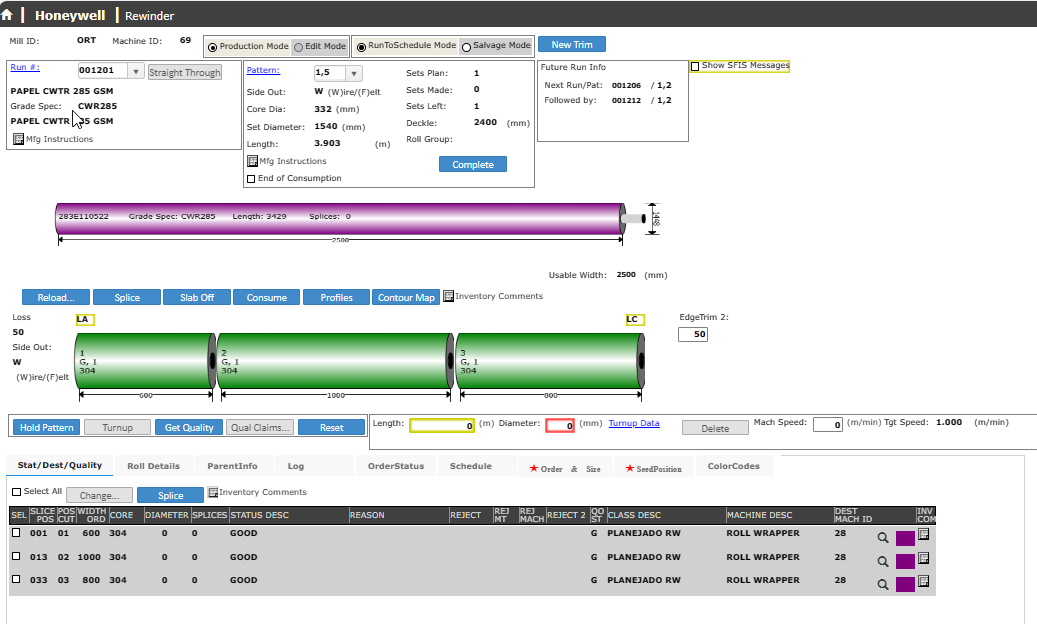 Honeywell Rewinder
Mill ID: ORT Machine ID: 69 Production Mode Edit Mode RunToSchedule Mode Salvage Mode New Trim
Run #: 001201 Straight Through
PAPEL CWTR 285 GSM
Grade Spec: CWR285
PAPEL CWTR 85 GSM
Mfg Instructions
Pattern: 1,5 Sets Plan: 1
Side Out: W (W)ire/(F)elt Sets Made: 0
Core Dia: 332 (mm) Sets Left: 1
Set Diameter: 1540 (mm) Deckle: 2400 (mm)
Length: 3.903 (m) Roll Group:
Mfg Instructions Complete
End of Consumption
Future Run Info
Next Run/Pat: 001206 / 1,2
Followed by: 001212 / 1,2
Show SFIS Messages
283E110522 Grade Spec: CWR285 Length: 3429 Splices: 0
2500
Usable Width: 2500 (mm)
Reload... Splice Slab Off Consume Profiles Contour Map Inventory Comments
Loss
50
Side Out:
W
(W)ire/(F)elt
LA LC
1
G, 1
304
2
G, 1
304
3
G, 1
304
600 1000 800
EdgeTrim 2:
50
Hold Pattern Turnup Get Quality Qual Claims... Reset
Length: 0 (m) Diameter: 0 (mm) Turnup Data Delete Mach Speed: 0 (m/min) Tgt Speed: 1.000 (m/min)
Stat/Dest/Quality Roll Details ParentInfo Log OrderStatus Schedule Order & Size SeedPosition ColorCodes
Select All Change... Splice Inventory Comments
SEL SLICE POS POS CUT WIDTH ORD CORE DIAMETER SPLICES STATUS DESC REASON REJECT REJ MT REJ MACH REJECT 2 QO ST CLASS DESC MACHINE DESC DEST MACH ID INV COM
001 01 600 304 0 0 GOOD G PLANEJADO RW ROLL WRAPPER 28
013 02 1000 304 0 0 GOOD G PLANEJADO RW ROLL WRAPPER 28
033 03 800 304 0 0 GOOD G PLANEJADO RW ROLL WRAPPER 28